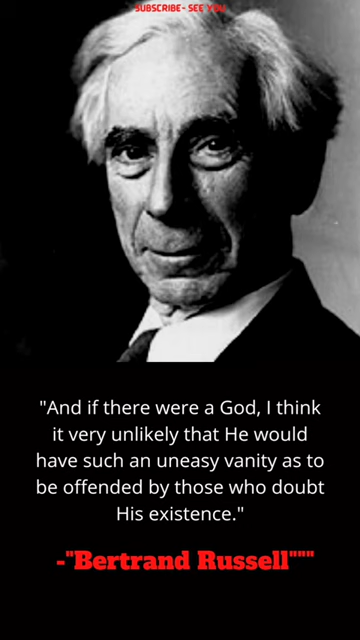 SUBSCRIBE- SEE YOU
"And if there were a God, I think
it very unlikely that He would
have such an uneasy vanity as to
be offended by those who doubt
His existence."
-"Bertrand Russell"""